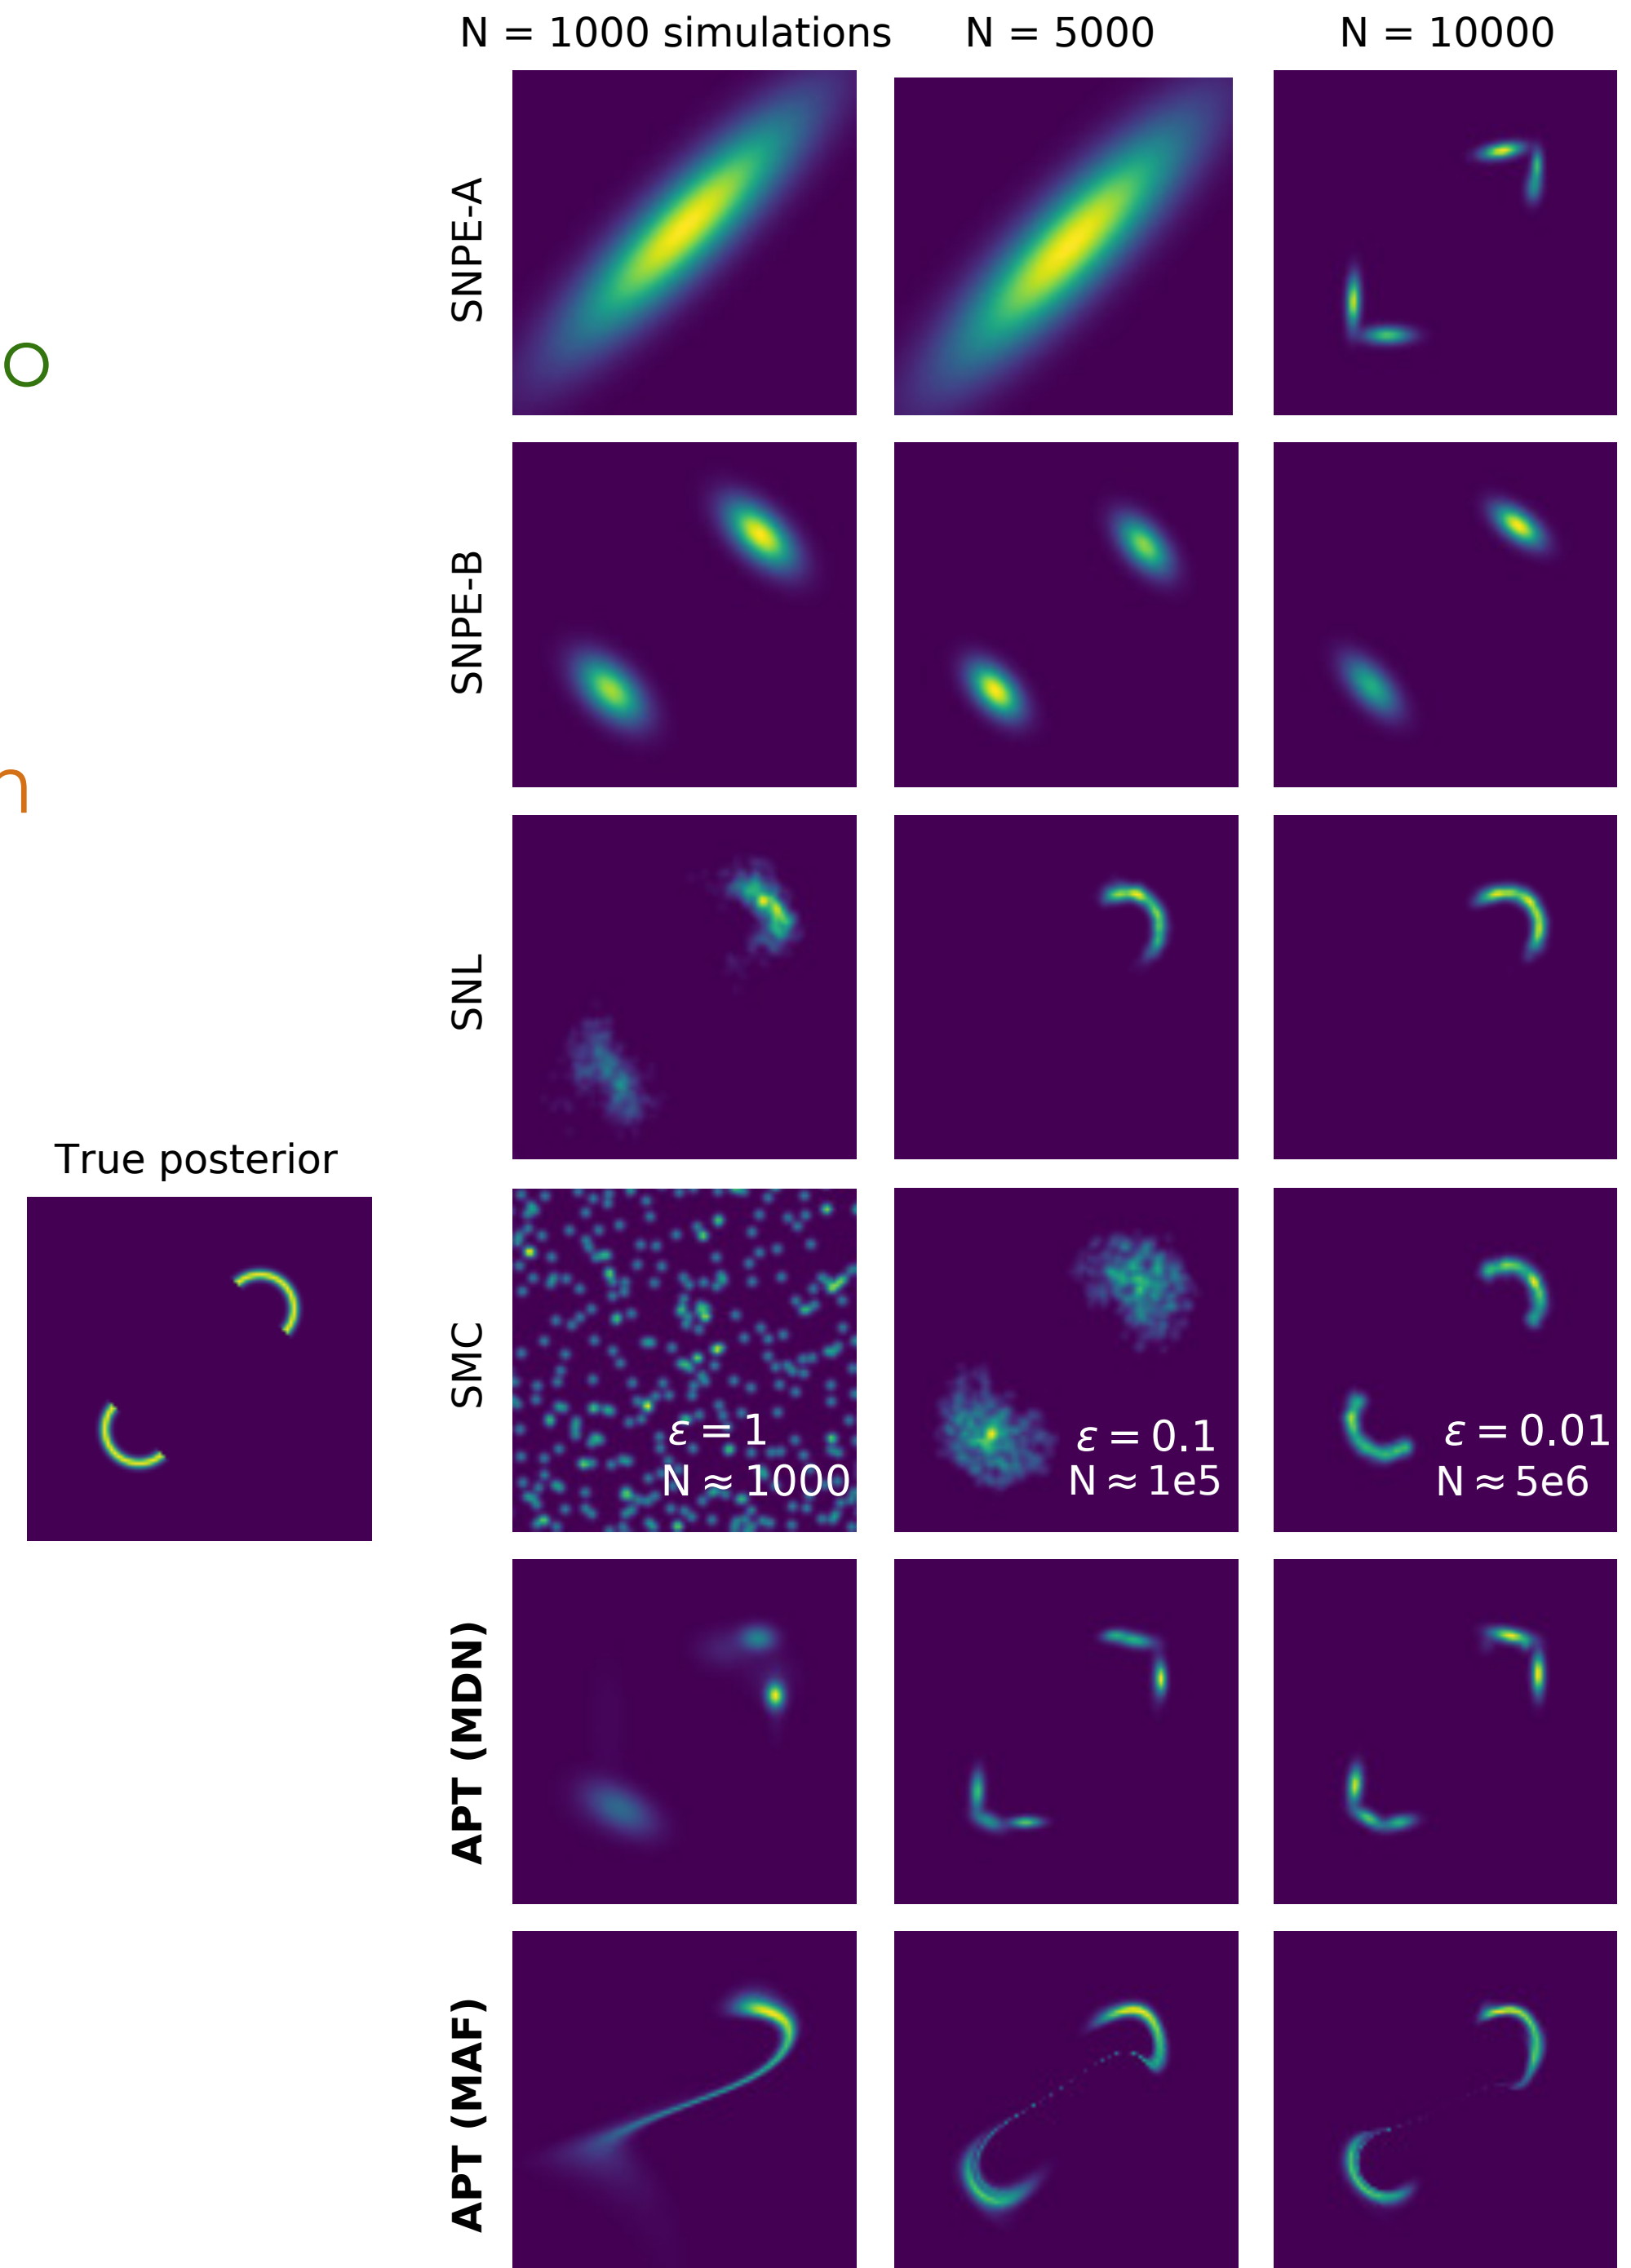 N = 1000 simulations
N = 5000
N = 10000
SNPE-A
o
SNPE-B
n
SNL
True posterior
SMC
ε = 1
N ≈ 1000
ε = 0.1
N ≈ 1e5
ε = 0.01
N ≈ 5e6
APT (MDN)
APT (MAF)